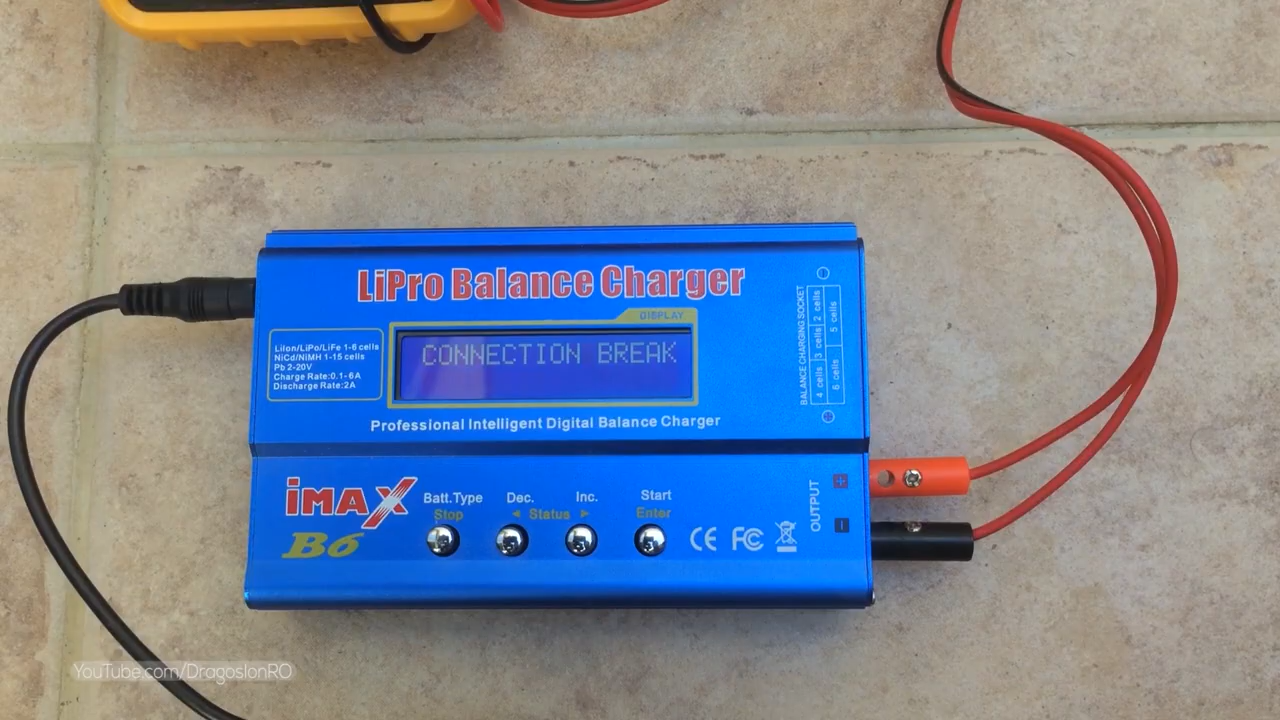 LiPro Balance Charger
DISPLAY
CONNECTION BREAK
LiIon/LiPo/LiFe 1-6 cells
NiCd/NiMH 1-15 cells
Pb 2-20V
Charge Rate:0.1-6A
Discharge Rate:2A
Professional Intelligent Digital Balance Charger
BALANCE CHARGING SOCKET
4 cells 3 cells 2 cells
6 cells 5 cells
iMAX
B6
Batt.Type
Stop
Dec.
Inc.
◄ Status ►
Start
Enter
CE FC
OUTPUT
+
-
YouTube.com/DragosIonRO